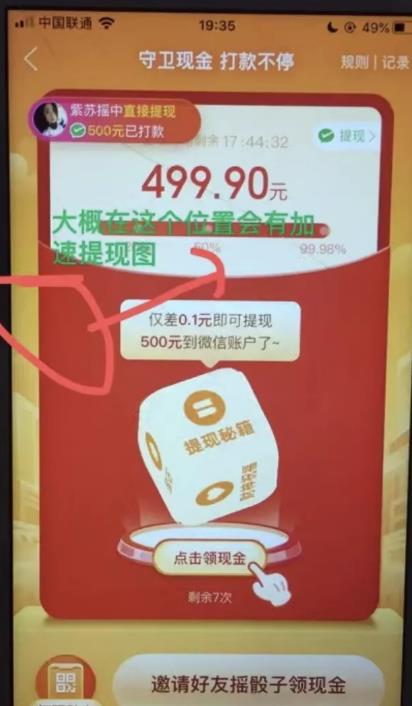 中国联通
19:35
49%
守卫现金 打款不停
规则 | 记录
紫苏摇中直接提现
500元已打款
剩余 17:44:32
提现
499.90元
大概在这个位置会有加
速提现图
99.98%
仅差0.1元即可提现
500元到微信账户了~
提现秘籍
点击领现金
剩余7次
邀请好友摇骰子领现金